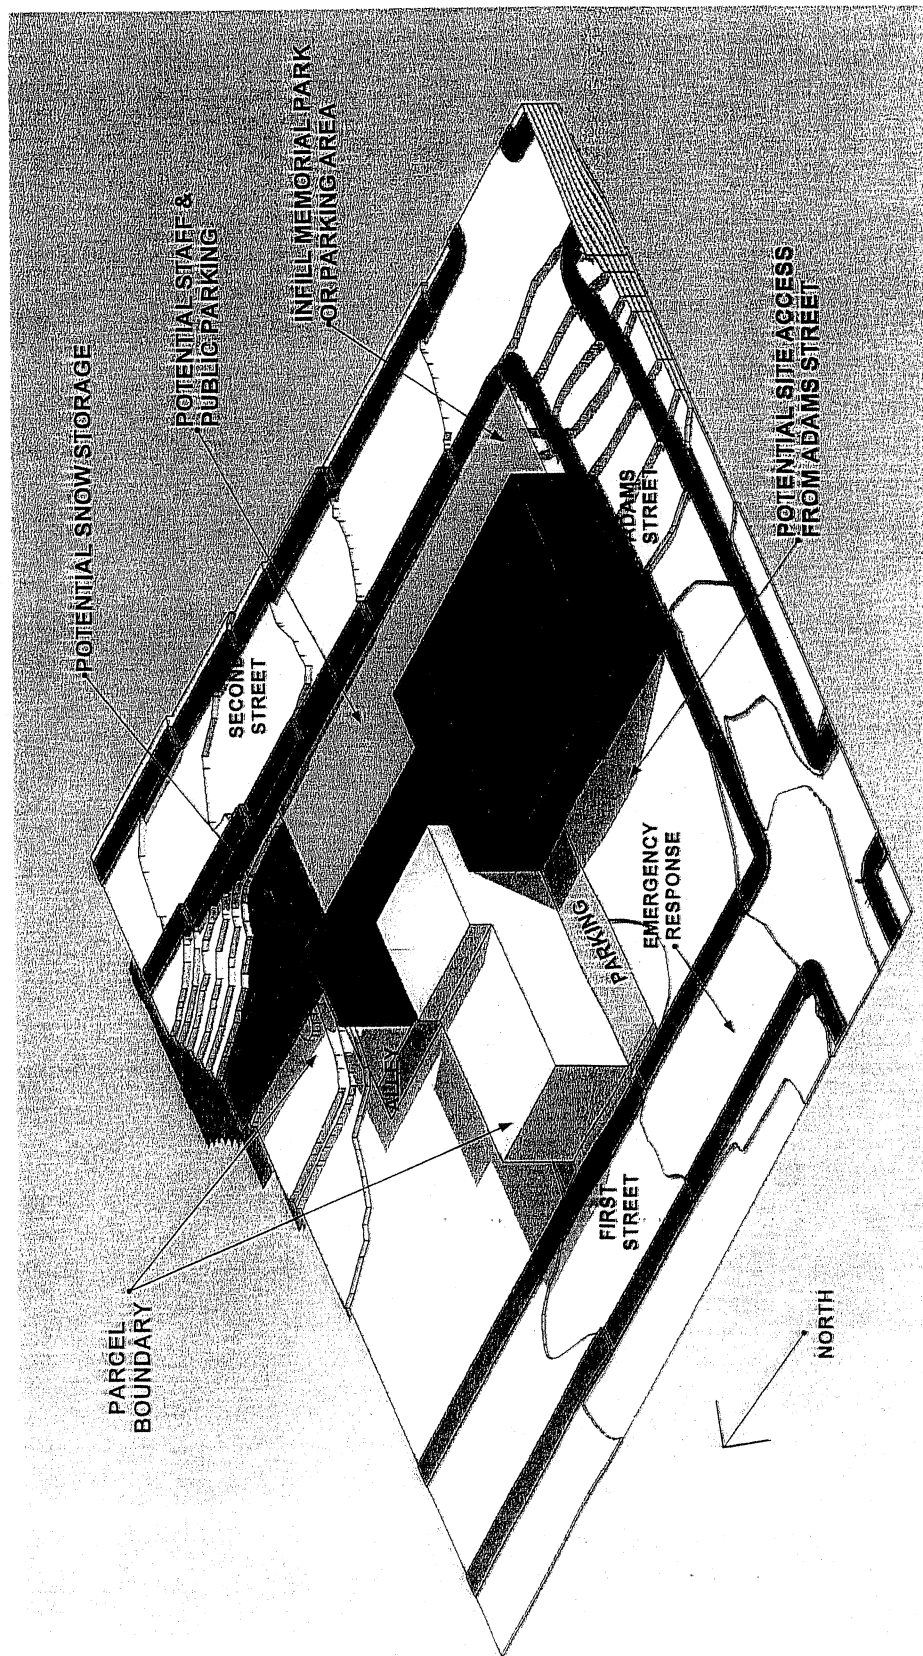 POTENTIAL SNOW STORAGE
POTENTIAL STAFF &
PUBLIC PARKING
INFILL MEMORIAL PARK
OR PARKING AREA
SECOND
STREET
ADAMS
STREET
POTENTIAL SITE ACCESS
FROM ADAMS STREET
PARCEL
BOUNDARY
ALLEY
PARKING
EMERGENCY
RESPONSE
FIRST
STREET
NORTH